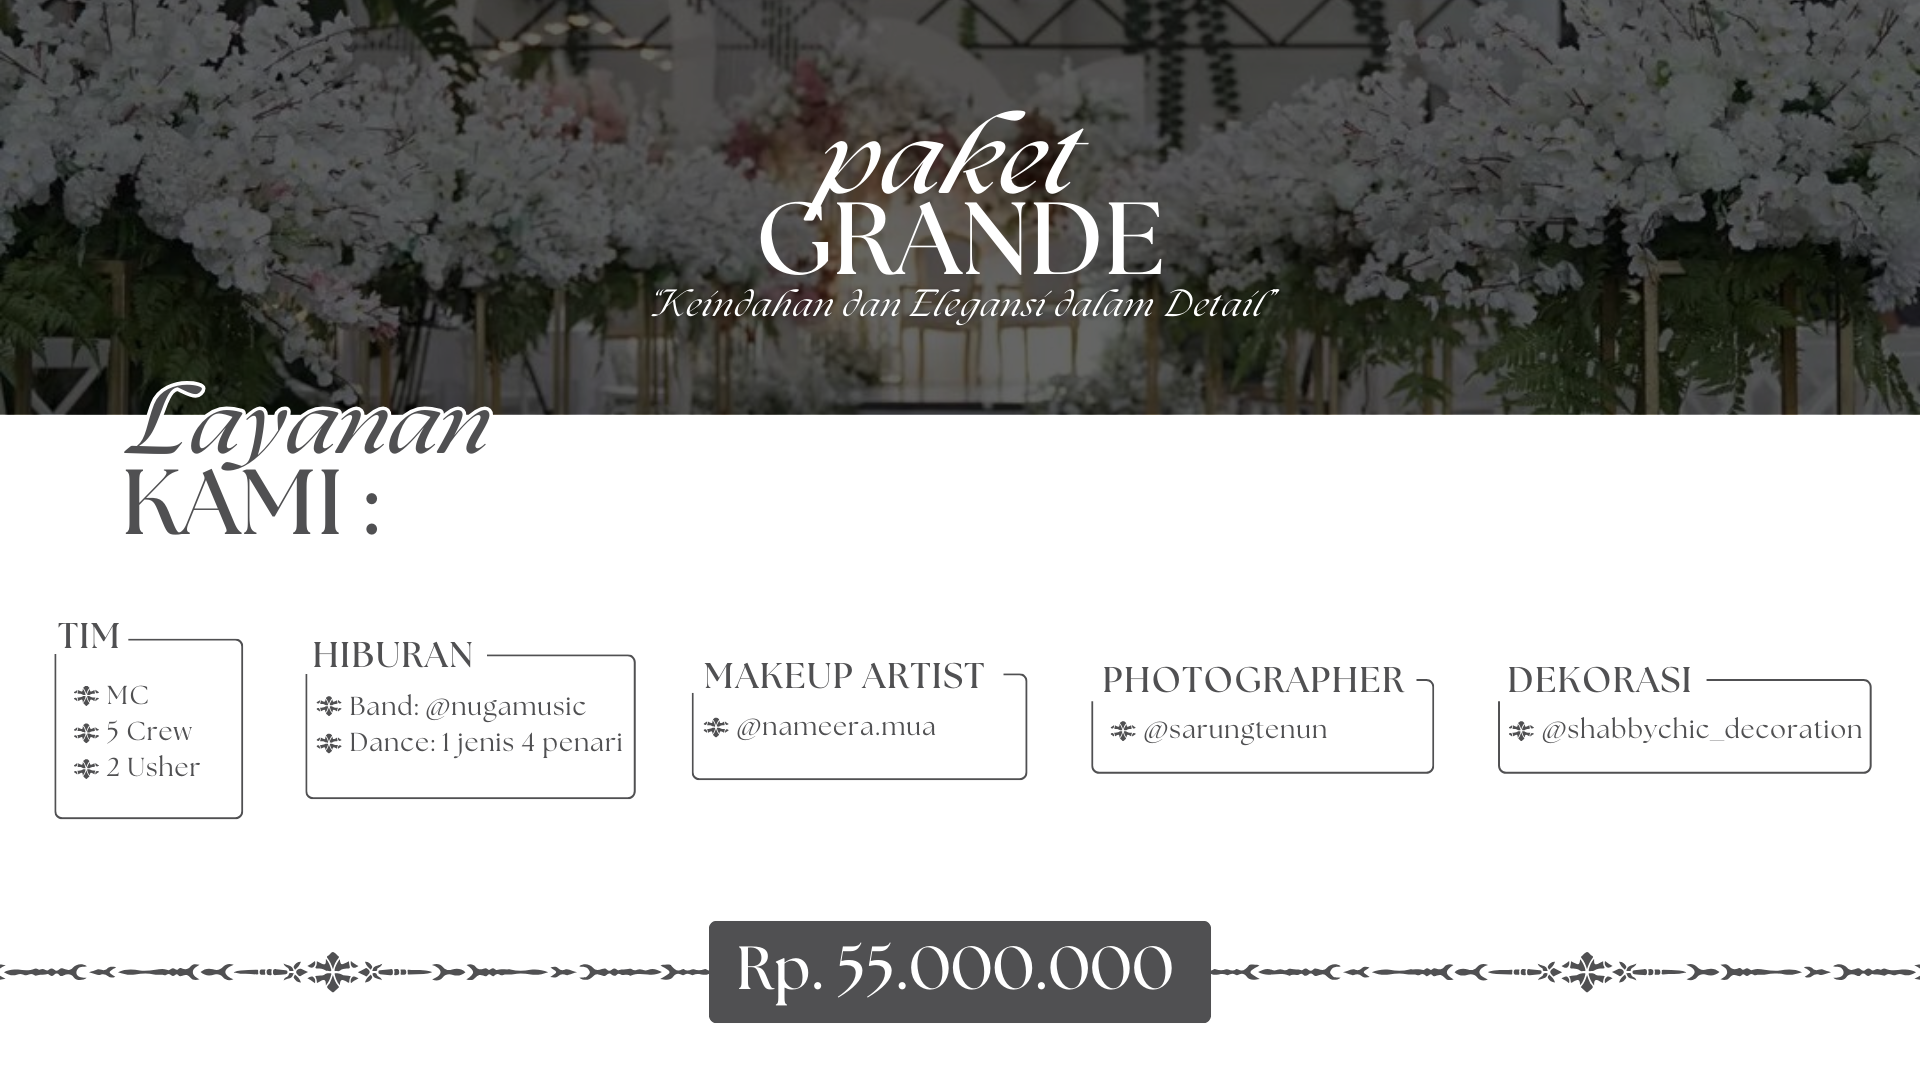 paket
GRANDE
“Keindahan dan Elegansi dalam Detail”
Layanan
KAMI :
TIM
MC
5 Crew
2 Usher
HIBURAN
Band: @nugamusic
Dance: 1 jenis 4 penari
MAKEUP ARTIST
@nameera.mua
PHOTOGRAPHER
@sarungtenun
DEKORASI
@shabbychic_decoration
Rp. 55.000.000